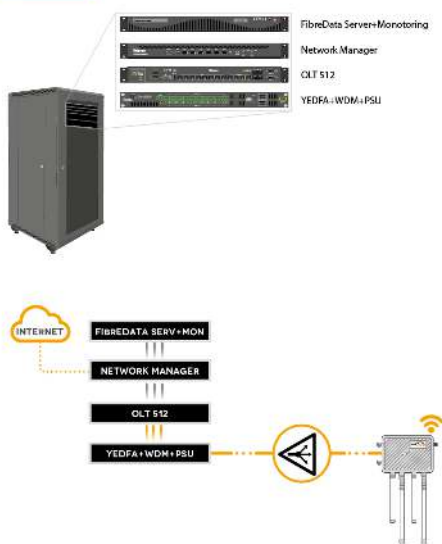 FibreData Server+Monotoring
Network Manager
OLT 512
YEDFA+WDM+PSU
INTERNET
FIBREDATA SERV+MON
NETWORK MANAGER
OLT 512
YEDFA+WDM+PSU